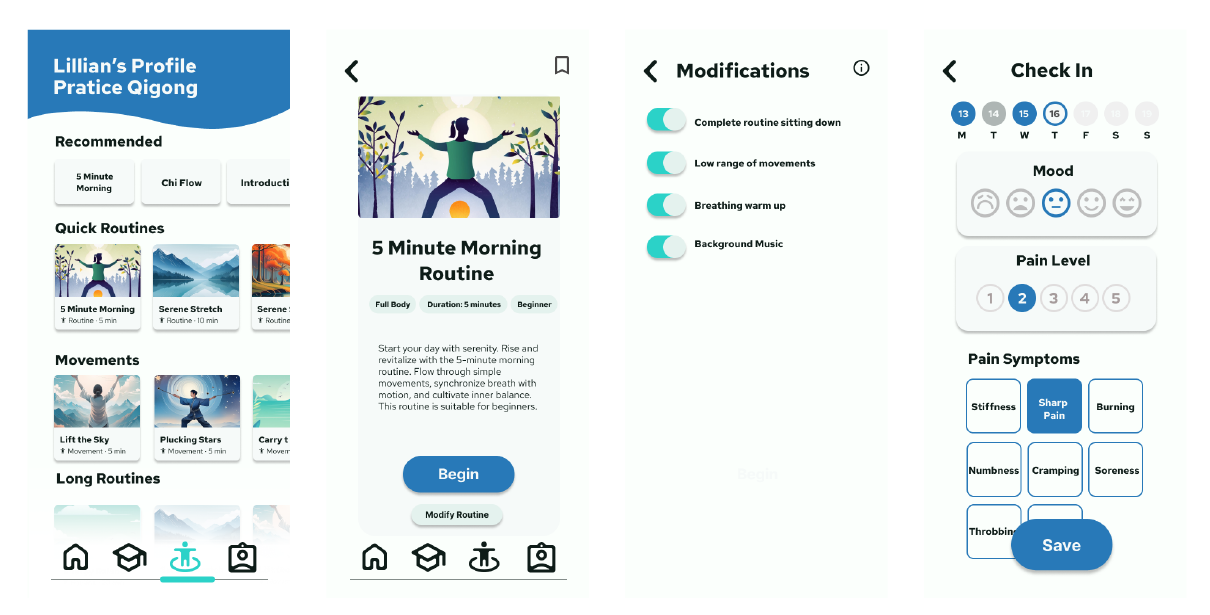 Lillian's Profile
Pratice Qigong
Recommended
5 Minute
Morning
Chi Flow
Introducti
Quick Routines
5 Minute Morning
Routine · 5 min
Serene Stretch
Routine · 10 min
Serene
Routine
Movements
Lift the Sky
Movement · 5 min
Plucking Stars
Movement · 5 min
Carry t
Movem
Long Routines
5 Minute Morning
Routine
Full Body
Duration: 5 minutes
Beginner
Start your day with serenity. Rise and
revitalize with the 5-minute morning
routine. Flow through simple
movements, synchronize breath with
motion, and cultivate inner balance.
This routine is suitable for beginners.
Begin
Modify Routine
Modifications
Complete routine sitting down
Low range of movements
Breathing warm up
Background Music
Begin
Check In
13 14 15 16
M T W T F S S
Mood
Pain Level
1 2 3 4 5
Pain Symptoms
Stiffness
Sharp
Pain
Burning
Numbness
Cramping
Soreness
Throbbing
Save